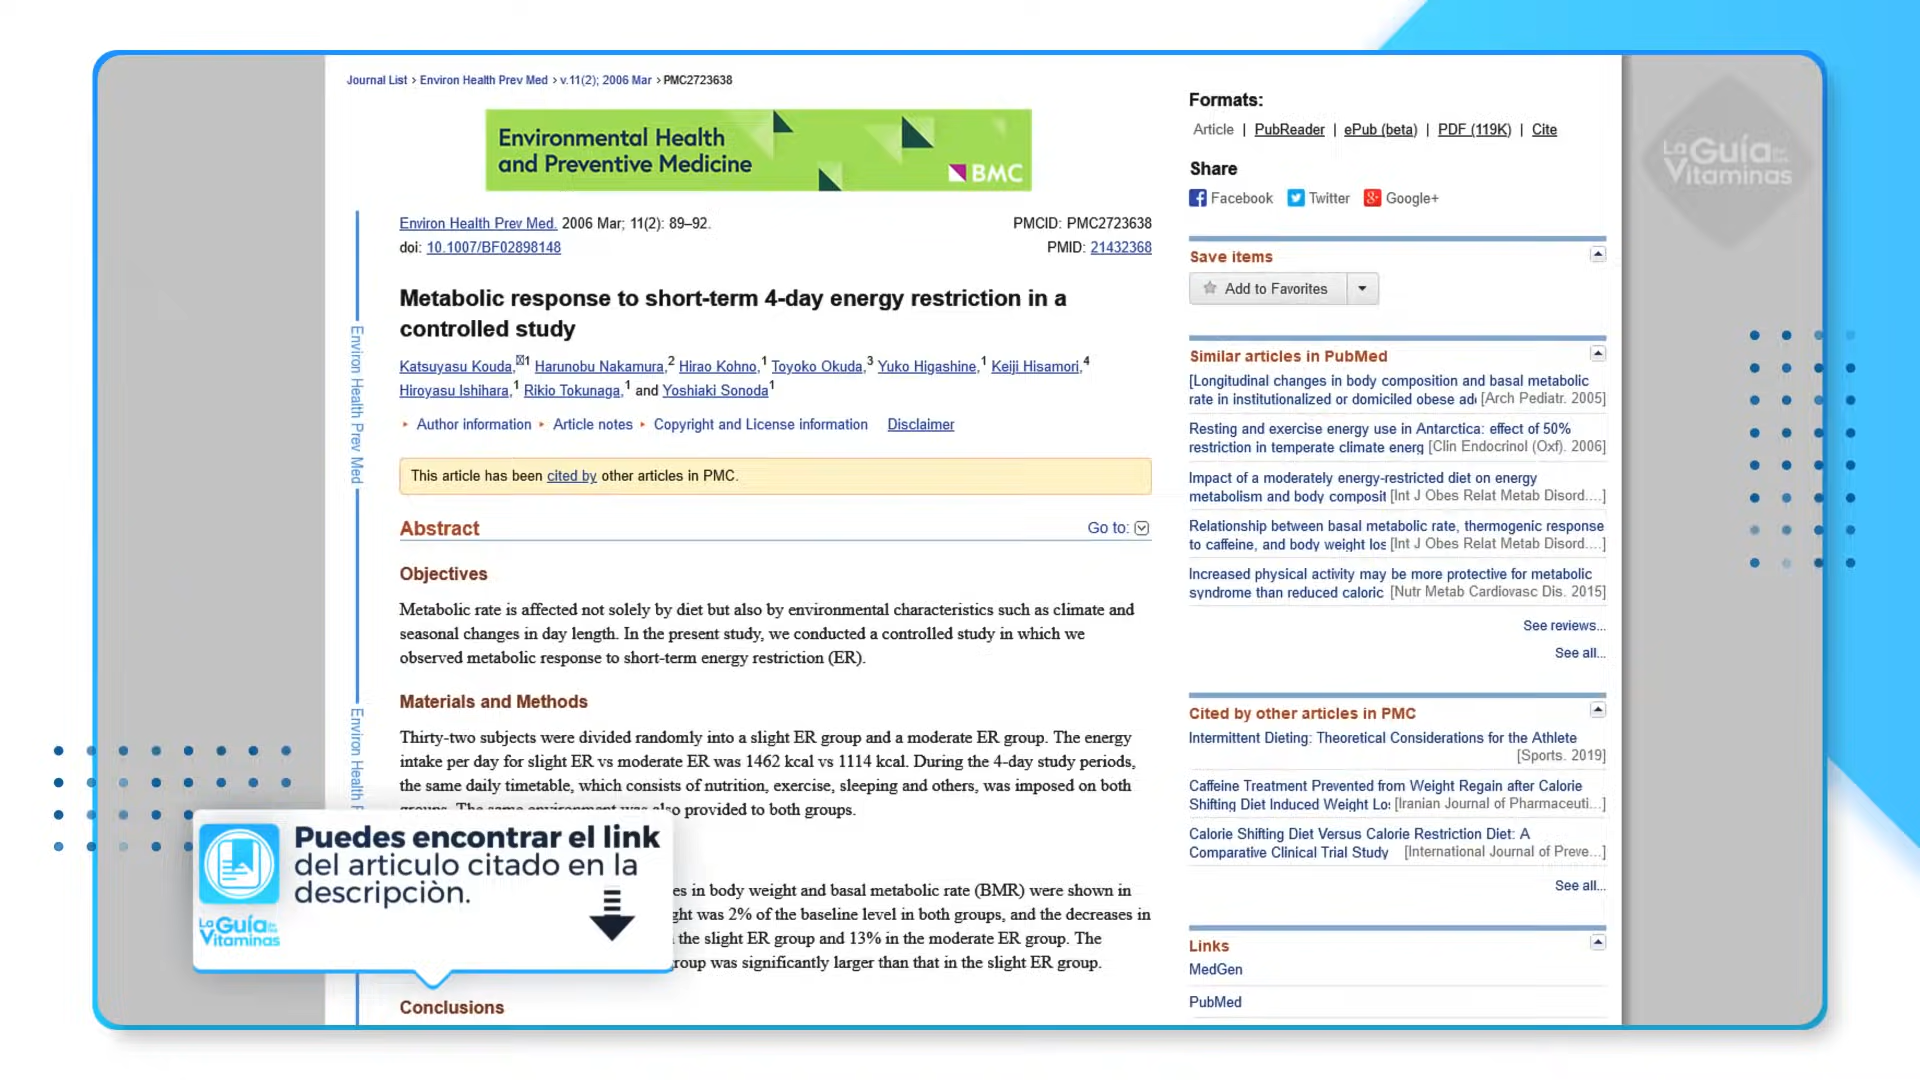 Journal List > Environ Health Prev Med > v.11(2); 2006 Mar > PMC2723638
Environmental Health
and Preventive Medicine
BMC
Environ Health Prev Med. 2006 Mar; 11(2): 89–92.
PMCID: PMC2723638
doi: 10.1007/BF02898148
PMID: 21432368
Metabolic response to short-term 4-day energy restriction in a
controlled study
Katsuyasu Kouda,1 Harunobu Nakamura,2 Hirao Kohno,1 Toyoko Okuda,3 Yuko Higashine,1 Keiji Hisamori,4
Hiroyasu Ishihara,1 Rikio Tokunaga,1 and Yoshiaki Sonoda1
Author information
Article notes
Copyright and License information
Disclaimer
This article has been cited by other articles in PMC.
Abstract
Go to:
Objectives
Metabolic rate is affected not solely by diet but also by environmental characteristics such as climate and
seasonal changes in day length. In the present study, we conducted a controlled study in which we
observed metabolic response to short-term energy restriction (ER).
Materials and Methods
Thirty-two subjects were divided randomly into a slight ER group and a moderate ER group. The energy
intake per day for slight ER vs moderate ER was 1462 kcal vs 1114 kcal. During the 4-day study periods,
the same daily timetable, which consists of nutrition, exercise, sleeping and others, was imposed on both
groups. The same environment was also provided to both groups.
es in body weight and basal metabolic rate (BMR) were shown in
ght was 2% of the baseline level in both groups, and the decreases in
the slight ER group and 13% in the moderate ER group. The
roup was significantly larger than that in the slight ER group.
Conclusions
Environ Health Prev Med
Environ Health P
Puedes encontrar el link
del articulo citado en la
descripciòn.
La Guía de las
Vitaminas
Formats:
Article | PubReader | ePub (beta) | PDF (119K) | Cite
Share
Facebook Twitter Google+
Save items
Add to Favorites
Similar articles in PubMed
[Longitudinal changes in body composition and basal metabolic
rate in institutionalized or domiciled obese ad [Arch Pediatr. 2005]
Resting and exercise energy use in Antarctica: effect of 50%
restriction in temperate climate energ [Clin Endocrinol (Oxf). 2006]
Impact of a moderately energy-restricted diet on energy
metabolism and body composit [Int J Obes Relat Metab Disord....]
Relationship between basal metabolic rate, thermogenic response
to caffeine, and body weight los [Int J Obes Relat Metab Disord....]
Increased physical activity may be more protective for metabolic
syndrome than reduced caloric [Nutr Metab Cardiovasc Dis. 2015]
See reviews...
See all...
Cited by other articles in PMC
Intermittent Dieting: Theoretical Considerations for the Athlete
[Sports. 2019]
Caffeine Treatment Prevented from Weight Regain after Calorie
Shifting Diet Induced Weight Lo [Iranian Journal of Pharmaceuti...]
Calorie Shifting Diet Versus Calorie Restriction Diet: A
Comparative Clinical Trial Study [International Journal of Preve...]
See all...
Links
MedGen
PubMed
La Guía de las
Vitaminas